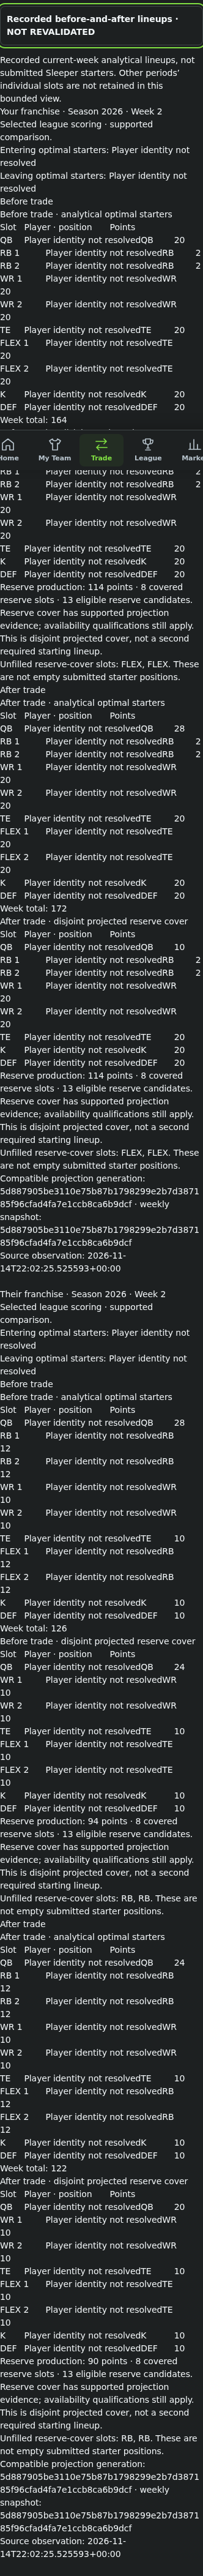 Recorded before-and-after lineups ·
NOT REVALIDATED
Recorded current-week analytical lineups, not
submitted Sleeper starters. Other periods'
individual slots are not retained in this
bounded view.
Your franchise · Season 2026 · Week 2
Selected league scoring · supported
comparison.
Entering optimal starters: Player identity not
resolved
Leaving optimal starters: Player identity not
resolved
Before trade
Before trade · analytical optimal starters
Slot Player · position Points
QB Player identity not resolvedQB 20
RB 1 Player identity not resolvedRB 2
RB 2 Player identity not resolvedRB 2
WR 1 Player identity not resolvedWR
20
WR 2 Player identity not resolvedWR
20
TE Player identity not resolvedTE 20
FLEX 1 Player identity not resolvedTE
20
FLEX 2 Player identity not resolvedTE
20
K Player identity not resolvedK 20
DEF Player identity not resolvedDEF 20
Week total: 164
Home My Team Trade League Marke
RB 1 Player identity not resolvedRB 2
RB 2 Player identity not resolvedRB 2
WR 1 Player identity not resolvedWR
20
WR 2 Player identity not resolvedWR
20
TE Player identity not resolvedTE 20
K Player identity not resolvedK 20
DEF Player identity not resolvedDEF 20
Reserve production: 114 points · 8 covered
reserve slots · 13 eligible reserve candidates.
Reserve cover has supported projection
evidence; availability qualifications still apply.
This is disjoint projected cover, not a second
required starting lineup.
Unfilled reserve-cover slots: FLEX, FLEX. These
are not empty submitted starter positions.
After trade
After trade · analytical optimal starters
Slot Player · position Points
QB Player identity not resolvedQB 28
RB 1 Player identity not resolvedRB 2
RB 2 Player identity not resolvedRB 2
WR 1 Player identity not resolvedWR
20
WR 2 Player identity not resolvedWR
20
TE Player identity not resolvedTE 20
FLEX 1 Player identity not resolvedTE
20
FLEX 2 Player identity not resolvedTE
20
K Player identity not resolvedK 20
DEF Player identity not resolvedDEF 20
Week total: 172
After trade · disjoint projected reserve cover
Slot Player · position Points
QB Player identity not resolvedQB 10
RB 1 Player identity not resolvedRB 2
RB 2 Player identity not resolvedRB 2
WR 1 Player identity not resolvedWR
20
WR 2 Player identity not resolvedWR
20
TE Player identity not resolvedTE 20
K Player identity not resolvedK 20
DEF Player identity not resolvedDEF 20
Reserve production: 114 points · 8 covered
reserve slots · 13 eligible reserve candidates.
Reserve cover has supported projection
evidence; availability qualifications still apply.
This is disjoint projected cover, not a second
required starting lineup.
Unfilled reserve-cover slots: FLEX, FLEX. These
are not empty submitted starter positions.
Compatible projection generation:
5d887905be3110e75b87b1798299e2b7d3871
85f96cfad4fa7e1ccb8ca6b9dcf · weekly
snapshot:
5d887905be3110e75b87b1798299e2b7d3871
85f96cfad4fa7e1ccb8ca6b9dcf
Source observation: 2026-11-
14T22:02:25.525593+00:00
Their franchise · Season 2026 · Week 2
Selected league scoring · supported
comparison.
Entering optimal starters: Player identity not
resolved
Leaving optimal starters: Player identity not
resolved
Before trade
Before trade · analytical optimal starters
Slot Player · position Points
QB Player identity not resolvedQB 28
RB 1 Player identity not resolvedRB
12
RB 2 Player identity not resolvedRB
12
WR 1 Player identity not resolvedWR
10
WR 2 Player identity not resolvedWR
10
TE Player identity not resolvedTE 10
FLEX 1 Player identity not resolvedRB
12
FLEX 2 Player identity not resolvedRB
12
K Player identity not resolvedK 10
DEF Player identity not resolvedDEF 10
Week total: 126
Before trade · disjoint projected reserve cover
Slot Player · position Points
QB Player identity not resolvedQB 24
WR 1 Player identity not resolvedWR
10
WR 2 Player identity not resolvedWR
10
TE Player identity not resolvedTE 10
FLEX 1 Player identity not resolvedTE
10
FLEX 2 Player identity not resolvedTE
10
K Player identity not resolvedK 10
DEF Player identity not resolvedDEF 10
Reserve production: 94 points · 8 covered
reserve slots · 13 eligible reserve candidates.
Reserve cover has supported projection
evidence; availability qualifications still apply.
This is disjoint projected cover, not a second
required starting lineup.
Unfilled reserve-cover slots: RB, RB. These are
not empty submitted starter positions.
After trade
After trade · analytical optimal starters
Slot Player · position Points
QB Player identity not resolvedQB 24
RB 1 Player identity not resolvedRB
12
RB 2 Player identity not resolvedRB
12
WR 1 Player identity not resolvedWR
10
WR 2 Player identity not resolvedWR
10
TE Player identity not resolvedTE 10
FLEX 1 Player identity not resolvedRB
12
FLEX 2 Player identity not resolvedRB
12
K Player identity not resolvedK 10
DEF Player identity not resolvedDEF 10
Week total: 122
After trade · disjoint projected reserve cover
Slot Player · position Points
QB Player identity not resolvedQB 20
WR 1 Player identity not resolvedWR
10
WR 2 Player identity not resolvedWR
10
TE Player identity not resolvedTE 10
FLEX 1 Player identity not resolvedTE
10
FLEX 2 Player identity not resolvedTE
10
K Player identity not resolvedK 10
DEF Player identity not resolvedDEF 10
Reserve production: 90 points · 8 covered
reserve slots · 13 eligible reserve candidates.
Reserve cover has supported projection
evidence; availability qualifications still apply.
This is disjoint projected cover, not a second
required starting lineup.
Unfilled reserve-cover slots: RB, RB. These are
not empty submitted starter positions.
Compatible projection generation:
5d887905be3110e75b87b1798299e2b7d3871
85f96cfad4fa7e1ccb8ca6b9dcf · weekly
snapshot:
5d887905be3110e75b87b1798299e2b7d3871
85f96cfad4fa7e1ccb8ca6b9dcf
Source observation: 2026-11-
14T22:02:25.525593+00:00